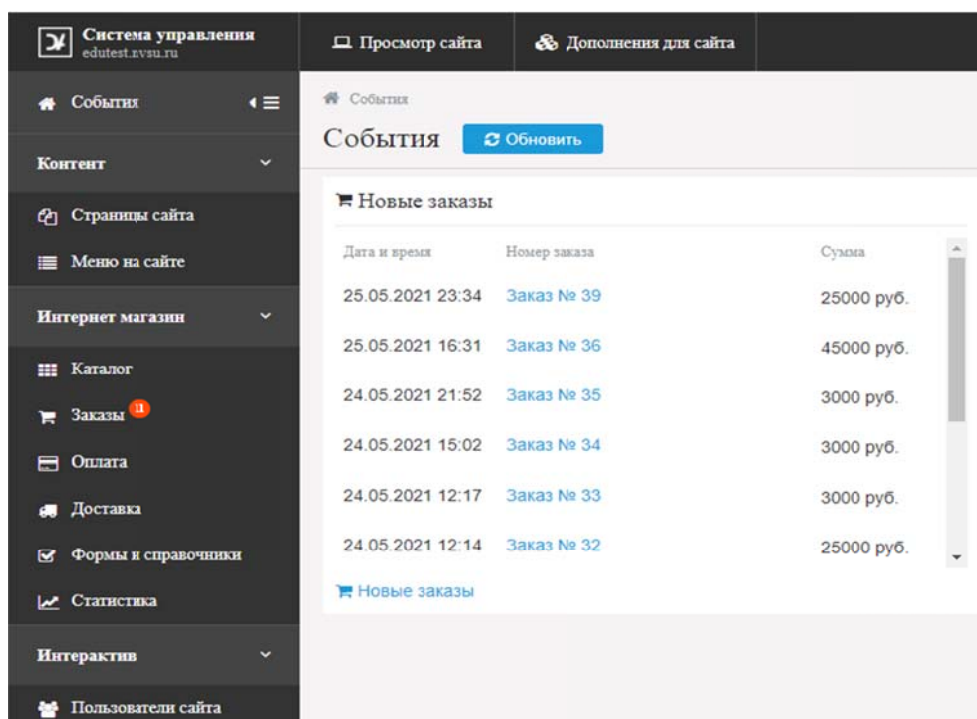 Система управления
edutest.rvsu.ru
Просмотр сайта
Дополнения для сайта
События
Контент
Страницы сайта
Меню на сайте
Интернет магазин
Каталог
Заказы 11
Оплата
Доставка
Формы и справочники
Статистика
Интерактив
Пользователи сайта
События
События
Обновить
Новые заказы
Дата и время Номер заказа Сумма
25.05.2021 23:34 Заказ № 39 25000 руб.
25.05.2021 16:31 Заказ № 36 45000 руб.
24.05.2021 21:52 Заказ № 35 3000 руб.
24.05.2021 15:02 Заказ № 34 3000 руб.
24.05.2021 12:17 Заказ № 33 3000 руб.
24.05.2021 12:14 Заказ № 32 25000 руб.
Новые заказы